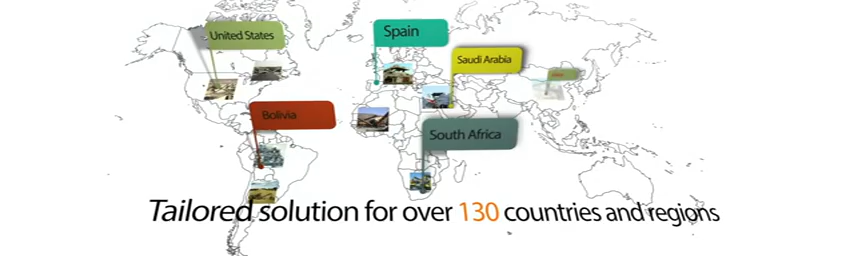 United States
Spain
Saudi Arabia
Bolivia
South Africa
Tailored solution for over 130 countries and regions